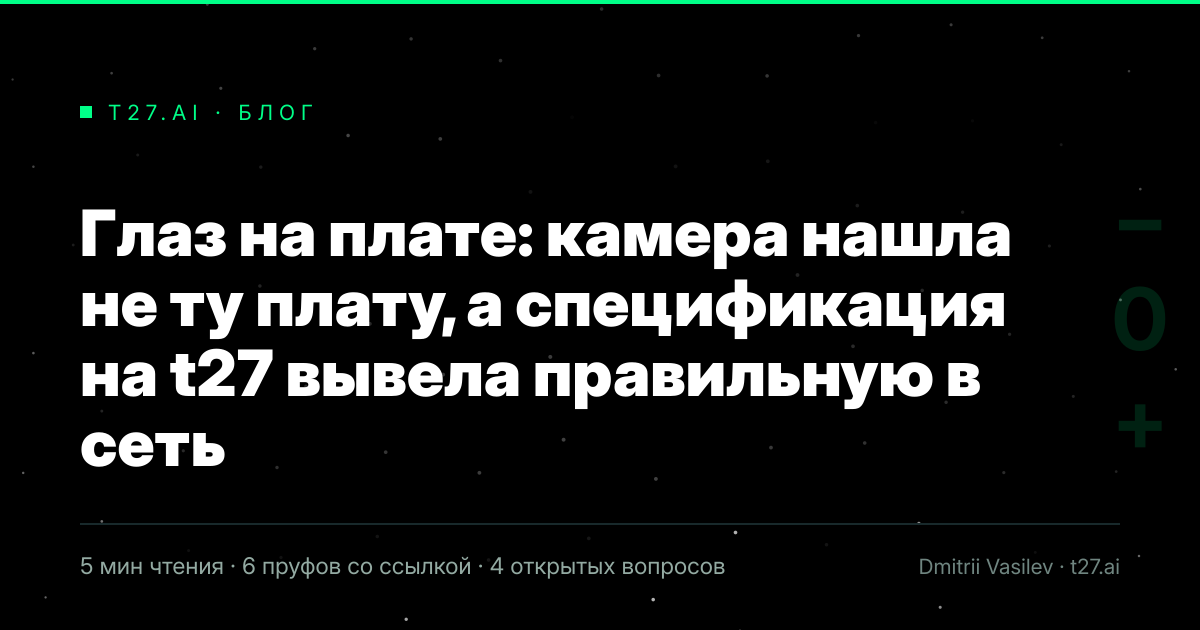 T27.AI · БЛОГ
Глаз на плате: камера нашла
не ту плату, а спецификация
на t27 вывела правильную в
сеть
−
0
+
5 мин чтения · 6 пруфов со ссылкой · 4 открытых вопросов
Dmitrii Vasilev · t27.ai